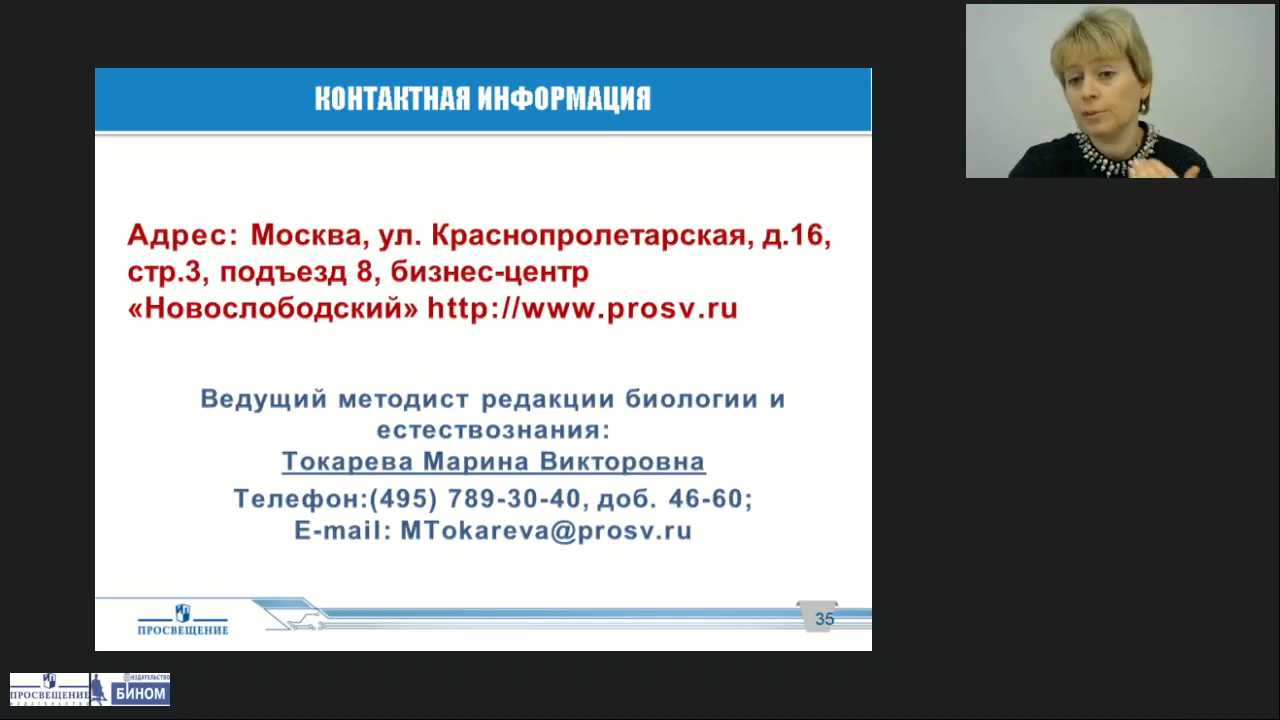 КОНТАКТНАЯ ИНФОРМАЦИЯ
Адрес: Москва, ул. Краснопролетарская, д.16,
стр.3, подъезд 8, бизнес-центр
«Новослободский» http://www.prosv.ru
Ведущий методист редакции биологии и
естествознания:
Токарева Марина Викторовна
Телефон:(495) 789-30-40, доб. 46-60;
E-mail: MTokareva@prosv.ru
ПРОСВЕЩЕНИЕ
35
ПРОСВЕЩЕНИЕ
ИЗДАТЕЛЬСТВО
ИЗДАТЕЛЬСТВО
БИНОМ